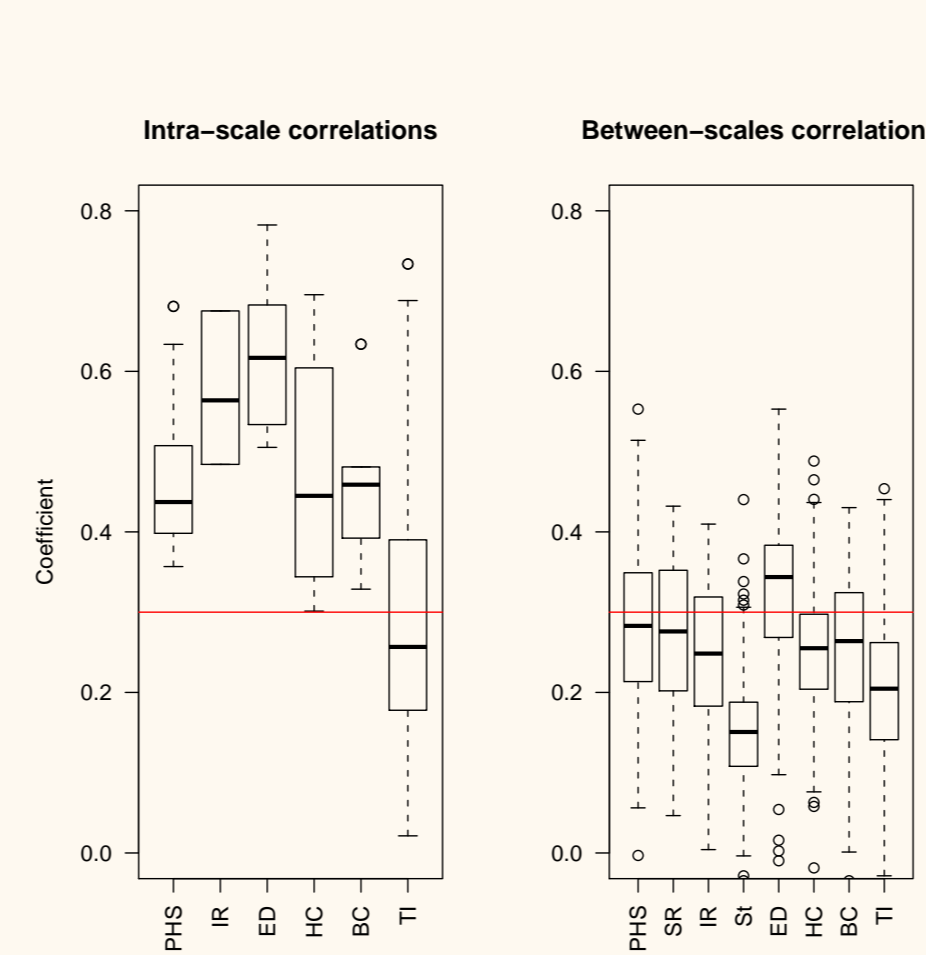 Intra−scale correlations
Between−scales correlation
Coefficient
0.8
0.6
0.4
0.2
0.0
PHS
IR
ED
HC
BC
TI
0.8
0.6
0.4
0.2
0.0
PHS
SR
IR
St
ED
HC
BC
TI